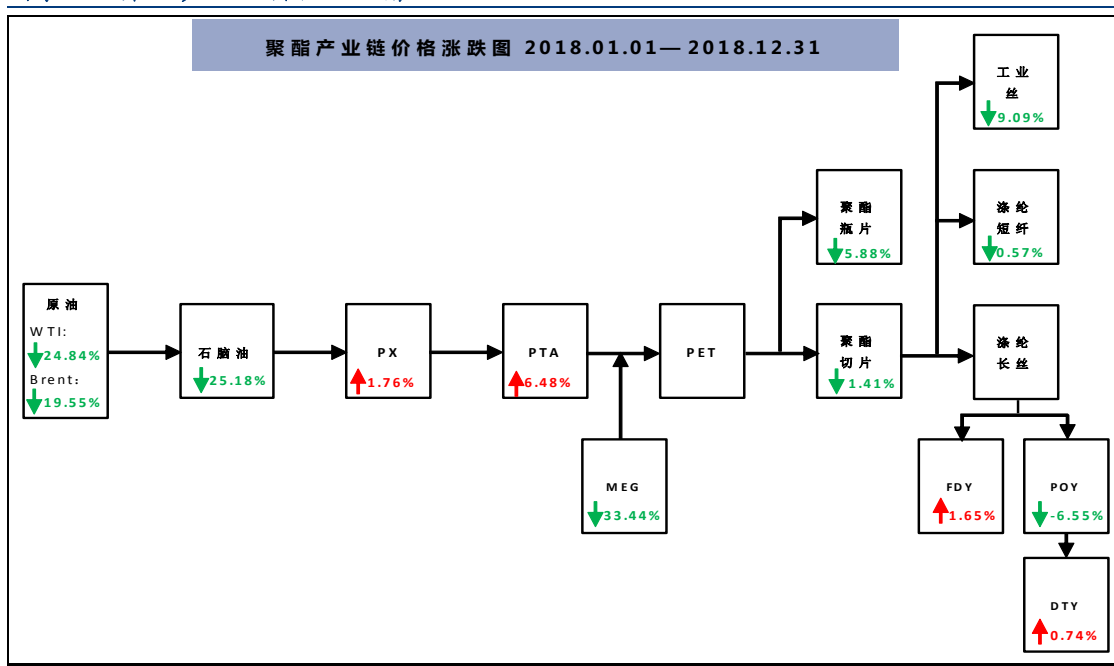 聚酯产业链价格涨跌图 2018.01.01—2018.12.31
工业
丝
9.09%
聚酯
瓶片
5.88%
涤纶
短纤
0.57%
原油
WTI:
24.84%
Brent:
19.55%
石脑油
25.18%
PX
1.76%
PTA
6.48%
PET
聚酯
切片
1.41%
涤纶
长丝
MEG
33.44%
FDY
1.65%
POY
-6.55%
DTY
0.74%